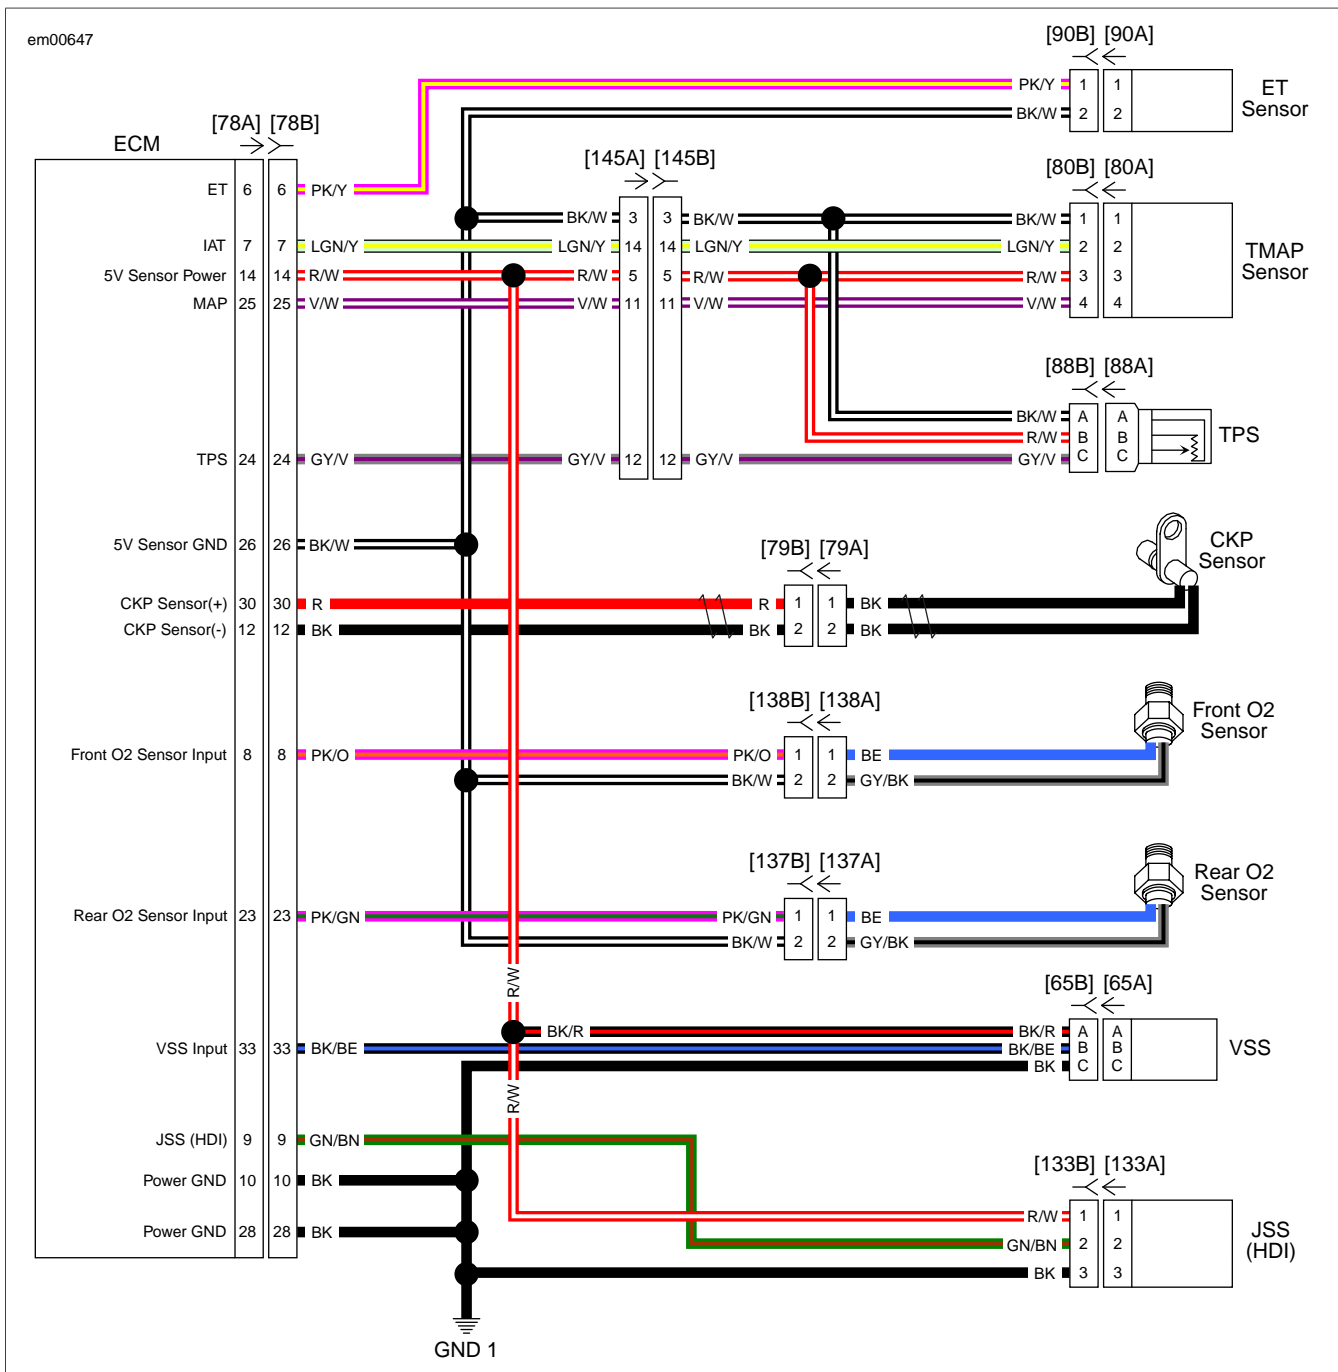 em00647
[90B] [90A]
PK/Y 1 1
BK/W 2 2
ET
Sensor
[78A] [78B]
ECM
[145A] [145B]
[80B] [80A]
ET 6 6 PK/Y
BK/W 3 3 BK/W BK/W 1 1
IAT 7 7 LGN/Y LGN/Y 14 14 LGN/Y LGN/Y 2 2
5V Sensor Power 14 14 R/W R/W 5 5 R/W R/W 3 3
MAP 25 25 V/W V/W 11 11 V/W V/W 4 4
TMAP
Sensor
[88B] [88A]
BK/W A A
R/W B B
TPS
TPS 24 24 GY/V GY/V 12 12 GY/V GY/V C C
5V Sensor GND 26 26 BK/W
[79B] [79A]
CKP
Sensor
CKP Sensor(+) 30 30 R R 1 1 BK
CKP Sensor(-) 12 12 BK BK 2 2 BK
[138B] [138A]
Front O2
Sensor
Front O2 Sensor Input 8 8 PK/O PK/O 1 1 BE
BK/W 2 2 GY/BK
[137B] [137A]
Rear O2
Sensor
Rear O2 Sensor Input 23 23 PK/GN PK/GN 1 1 BE
BK/W 2 2 GY/BK
R/W
[65B] [65A]
BK/R BK/R A A
VSS Input 33 33 BK/BE BK/BE B B
BK C C
VSS
R/W
JSS (HDI) 9 9 GN/BN
[133B] [133A]
Power GND 10 10 BK
R/W 1 1
Power GND 28 28 BK
GN/BN 2 2
BK 3 3
JSS
(HDI)
GND 1